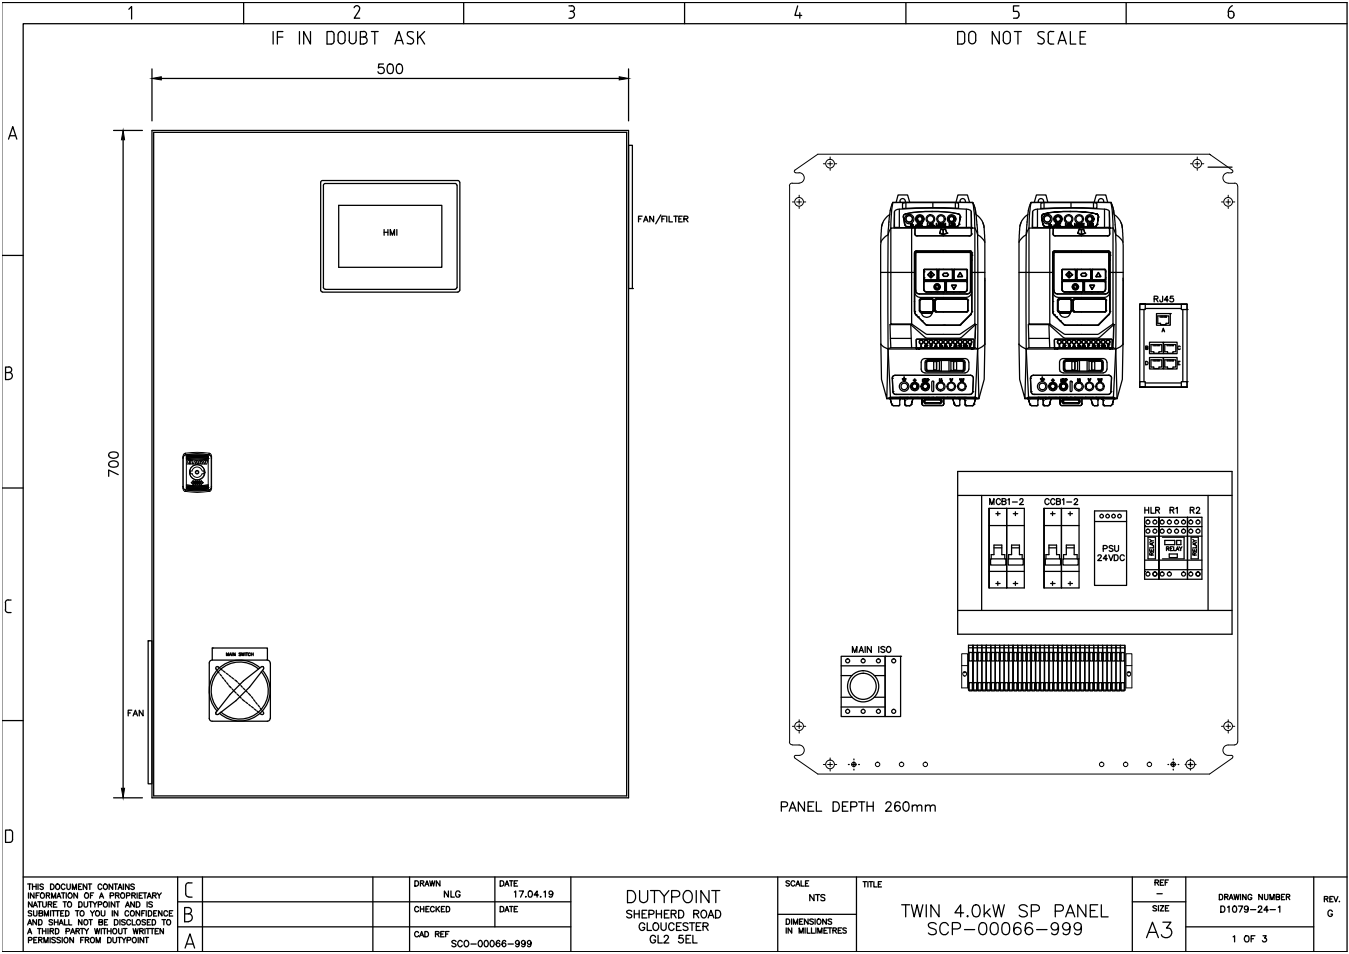 1 2 3 4 5 6
IF IN DOUBT ASK
DO NOT SCALE
500
A
FAN/FILTER
HMI
RJ45
A
B
B C
D E
700
MCB1-2
CCB1-2
HLR R1 R2
PSU
24VDC
RELAY
RELAY
RELAY
C
MAIN SWITCH
MAIN ISO
FAN
PANEL DEPTH 260mm
D
THIS DOCUMENT CONTAINS
INFORMATION OF A PROPRIETARY
NATURE TO DUTYPOINT AND IS
SUBMITTED TO YOU IN CONFIDENCE
AND SHALL NOT BE DISCLOSED TO
A THIRD PARTY WITHOUT WRITTEN
PERMISSION FROM DUTYPOINT
C
B
A
DRAWN
NLG
DATE
17.04.19
CHECKED
DATE
CAD REF
SCO-00066-999
DUTYPOINT
SHEPHERD ROAD
GLOUCESTER
GL2 5EL
SCALE
NTS
DIMENSIONS
IN MILLIMETRES
TITLE
TWIN 4.0kW SP PANEL
SCP-00066-999
REF
-
SIZE
A3
DRAWING NUMBER
D1079-24-1
1 OF 3
REV.
G